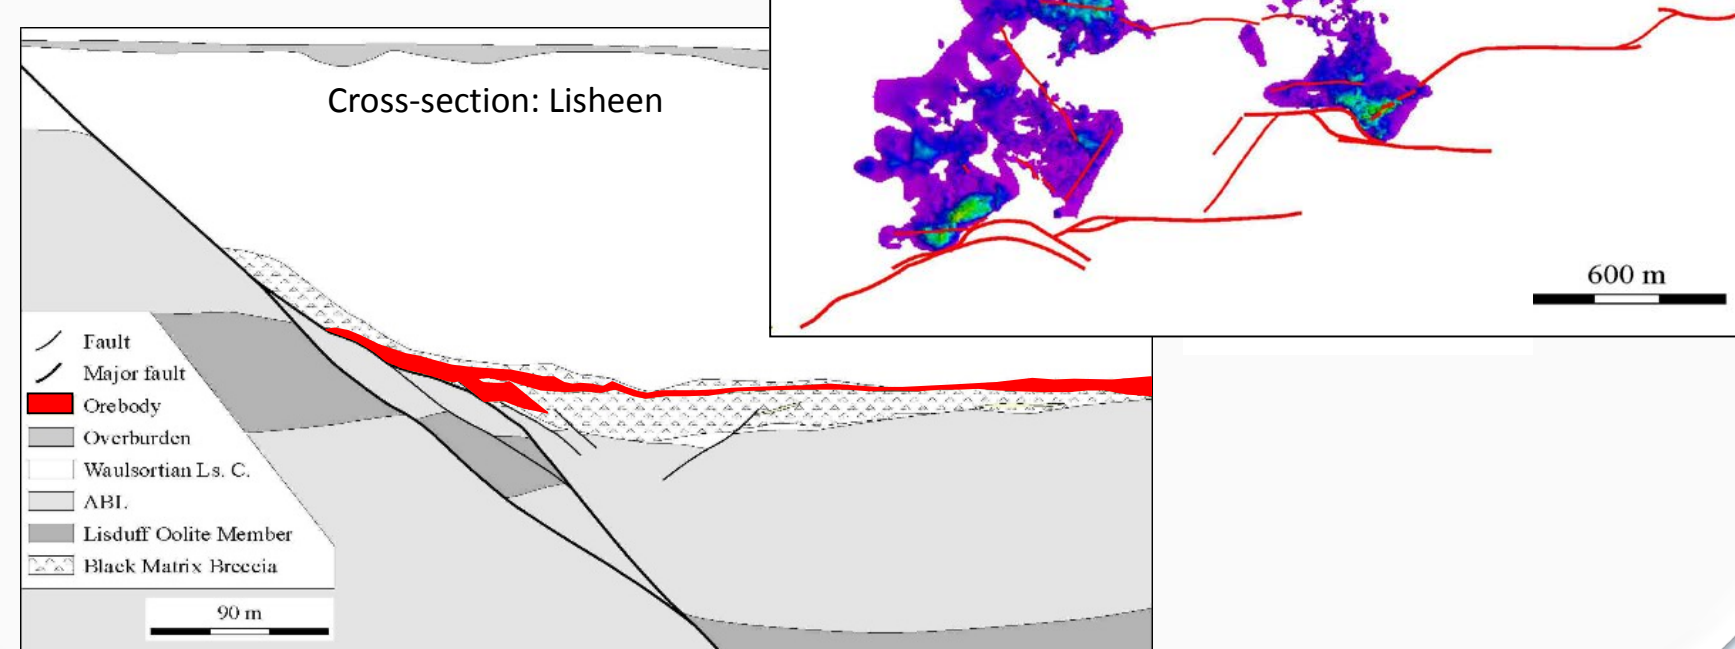 Cross-section: Lisheen
600 m
Fault
Major fault
Orebody
Overburden
Waulsortian Ls. C.
ABL
Lisduff Oolite Member
Black Matrix Breccia
90 m